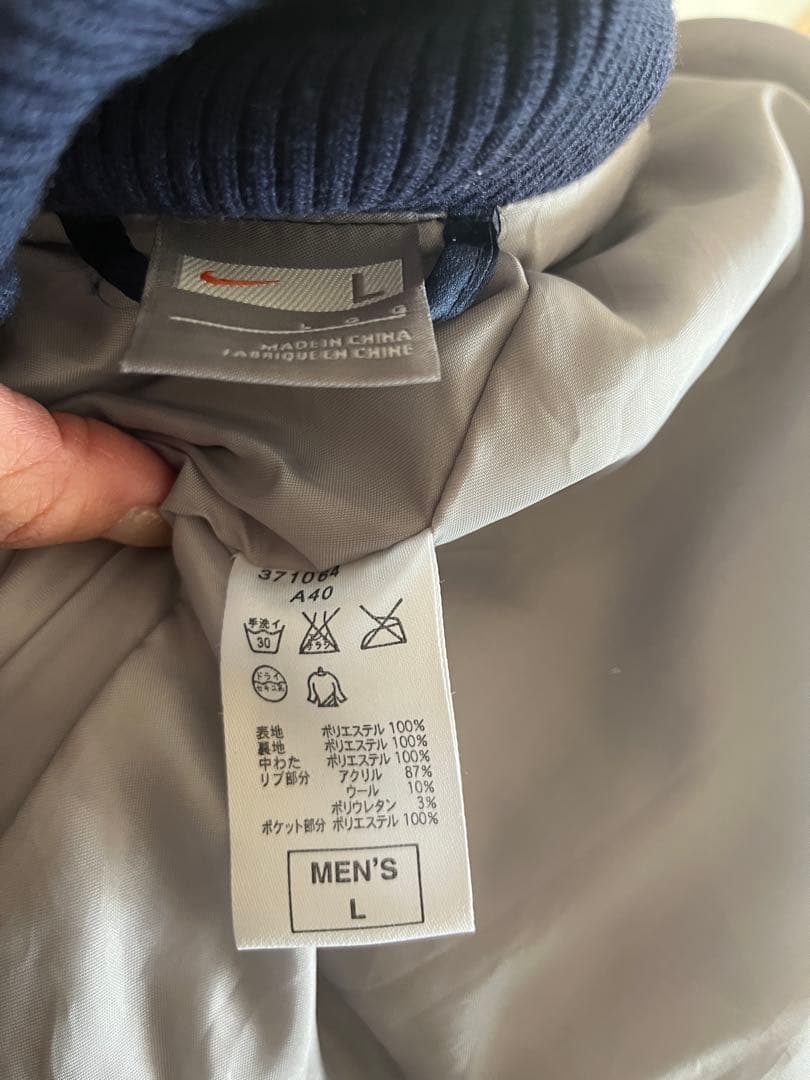 L
L G G
MADE IN CHINA
FABRIQUE EN CHINE
371064
A40
手洗イ
30
ドライ
表地 ポリエステル 100%
裏地 ポリエステル 100%
中わた ポリエステル 100%
リブ部分 アクリル 87%
ウール 10%
ポリウレタン 3%
ポケット部分 ポリエステル 100%
MEN'S
L